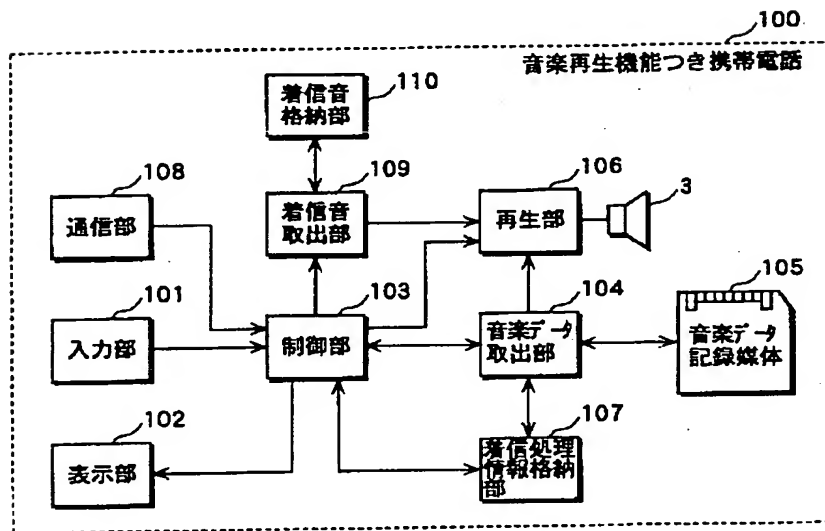 100
音楽再生機能つき携帯電話
110
着信音
格納部
108
通信部
109
着信音
取出部
106
再生部
3
101
入力部
103
制御部
104
音楽データ
取出部
105
音楽データ
記録媒体
102
表示部
107
着信処理
情報格納
部